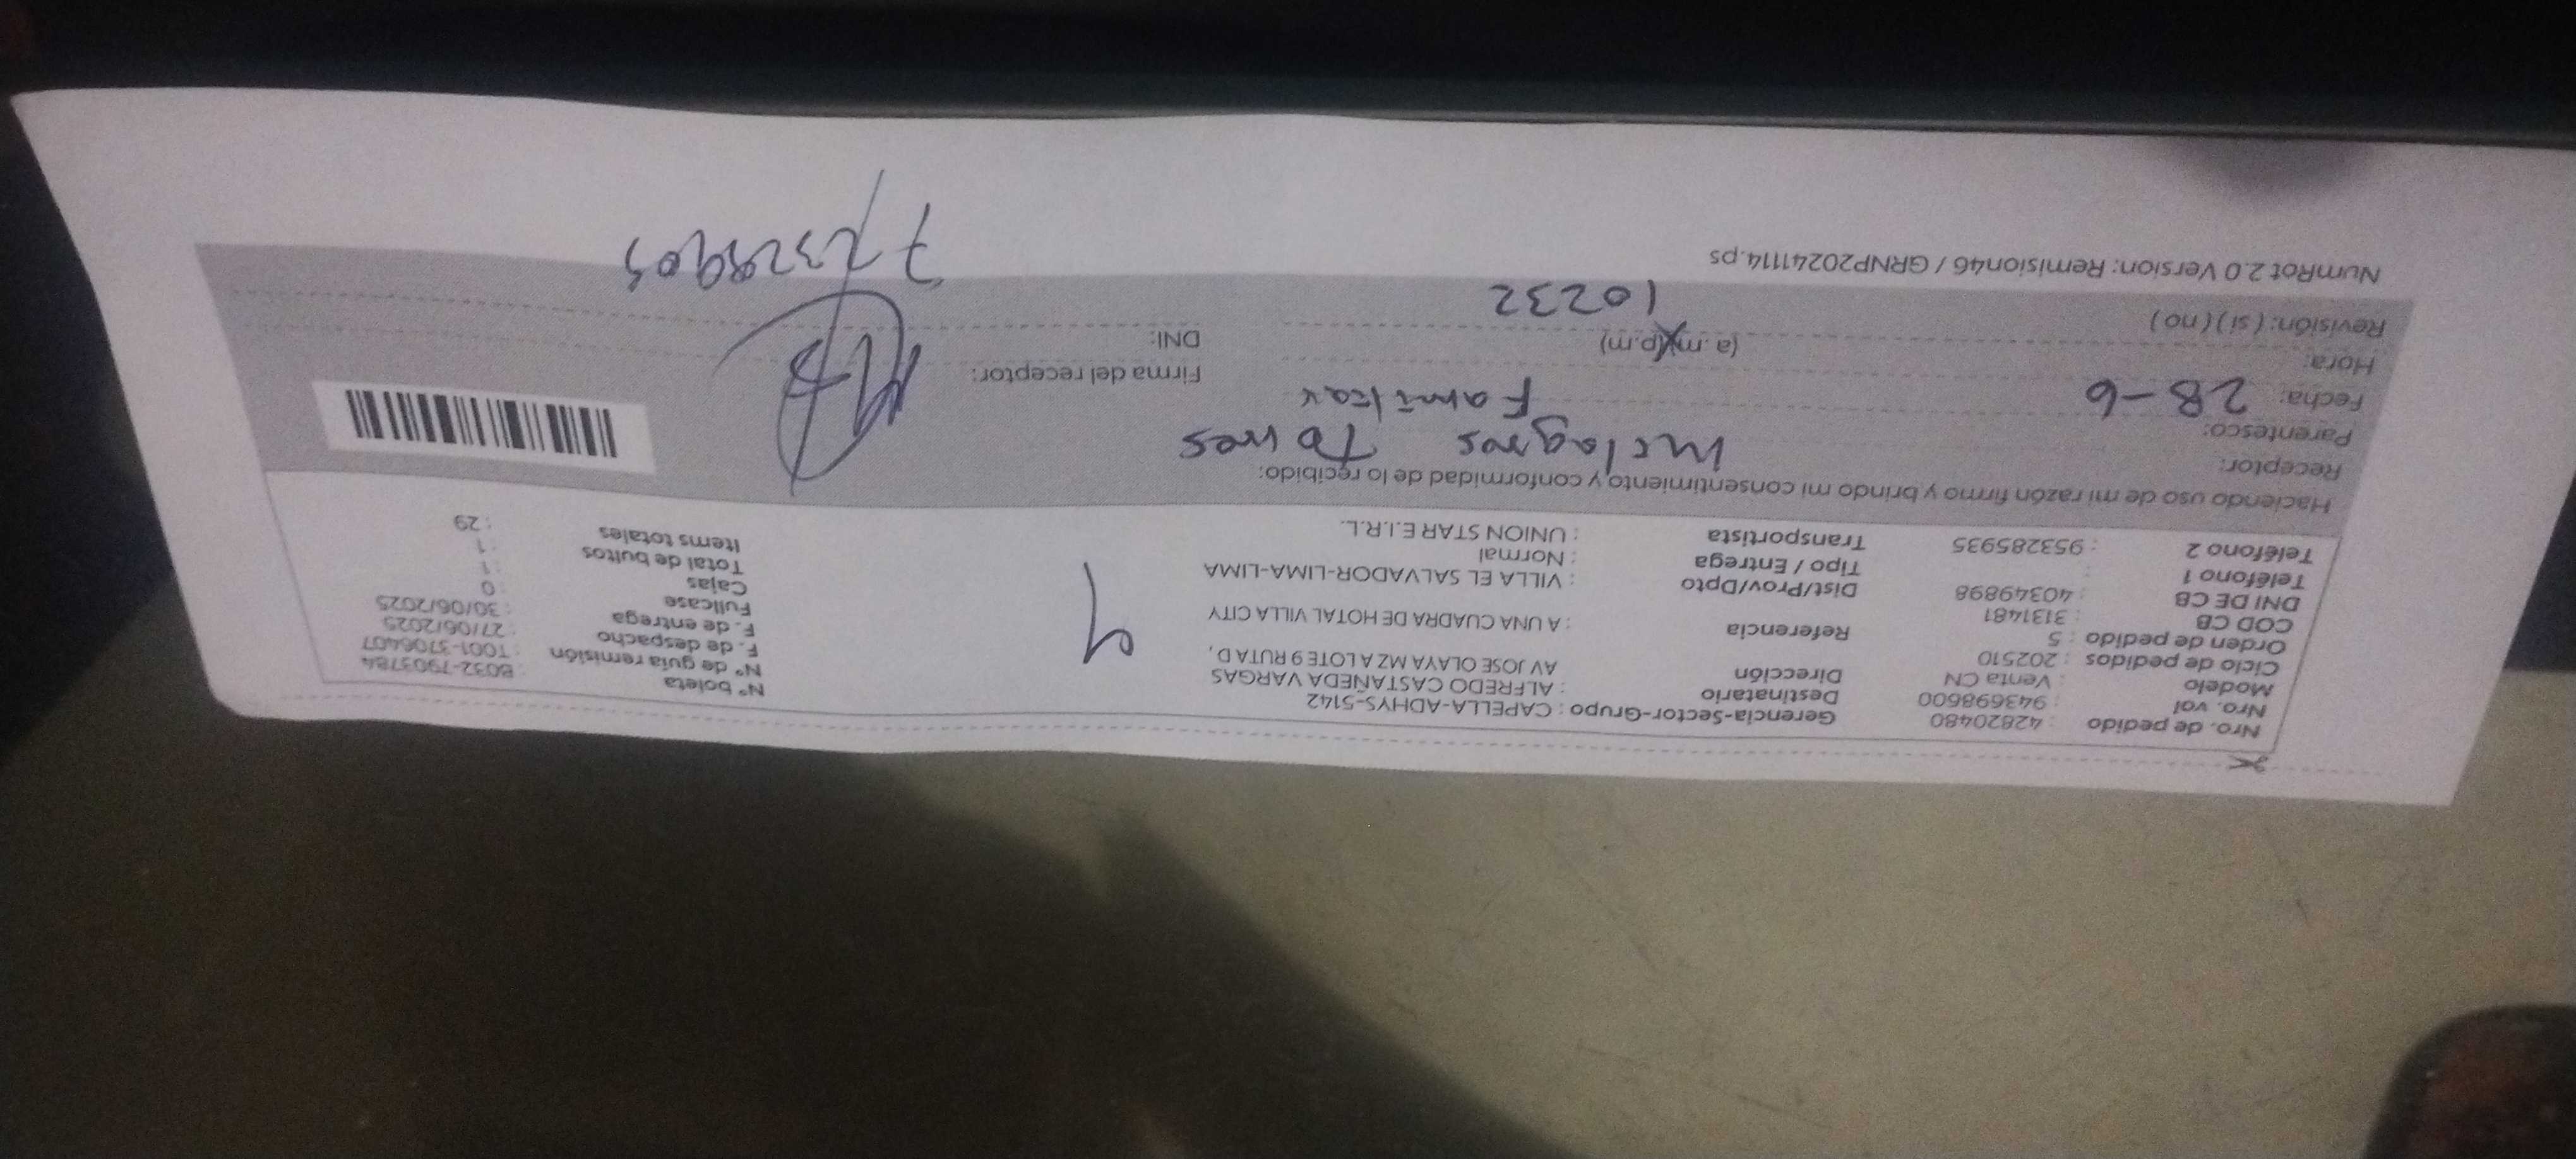 Nro. de pedido : 42820480 Gerencia-Sector-Grupo : CAPELLA-ADHYS-5142 N° boleta : B032-7903784
Nro. val : 943698600 Destinatario : ALFREDO CASTAÑEDA VARGAS N° de guía remisión : T001-3706407
Modelo : Venta CN Dirección AV JOSE OLAYA MZ A LOTE 9 RUTA D, F. de despacho : 27/06/2025
Ciclo de pedidos : 202510 F. de entrega : 30/06/2025
Orden de pedido : 5 Referencia : A UNA CUADRA DE HOTAL VILLA CITY Fullcase : 0
COD CB : 3131481 Cajas : 1
DNI DE CB : 40349898 Dist/Prov/Dpto : VILLA EL SALVADOR-LIMA-LIMA Total de bultos : 1
Teléfono 1 : Tipo / Entrega : Normal Items totales : 29
Teléfono 2 : 953285935 Transportista : UNION STAR E.I.R.L.
9
Haciendo uso de mi razón firmo y brindo mi consentimiento y conformidad de lo recibido:
Receptor: Milagros Torres
Parentesco: Familiar
Fecha: 28-6 Firma del receptor:
Hora: (a.m)(p.m) DNI:
Revisión: (si) (no) 10232
NumRot 2.0 Version: Remision46 / GRNP20241114.ps